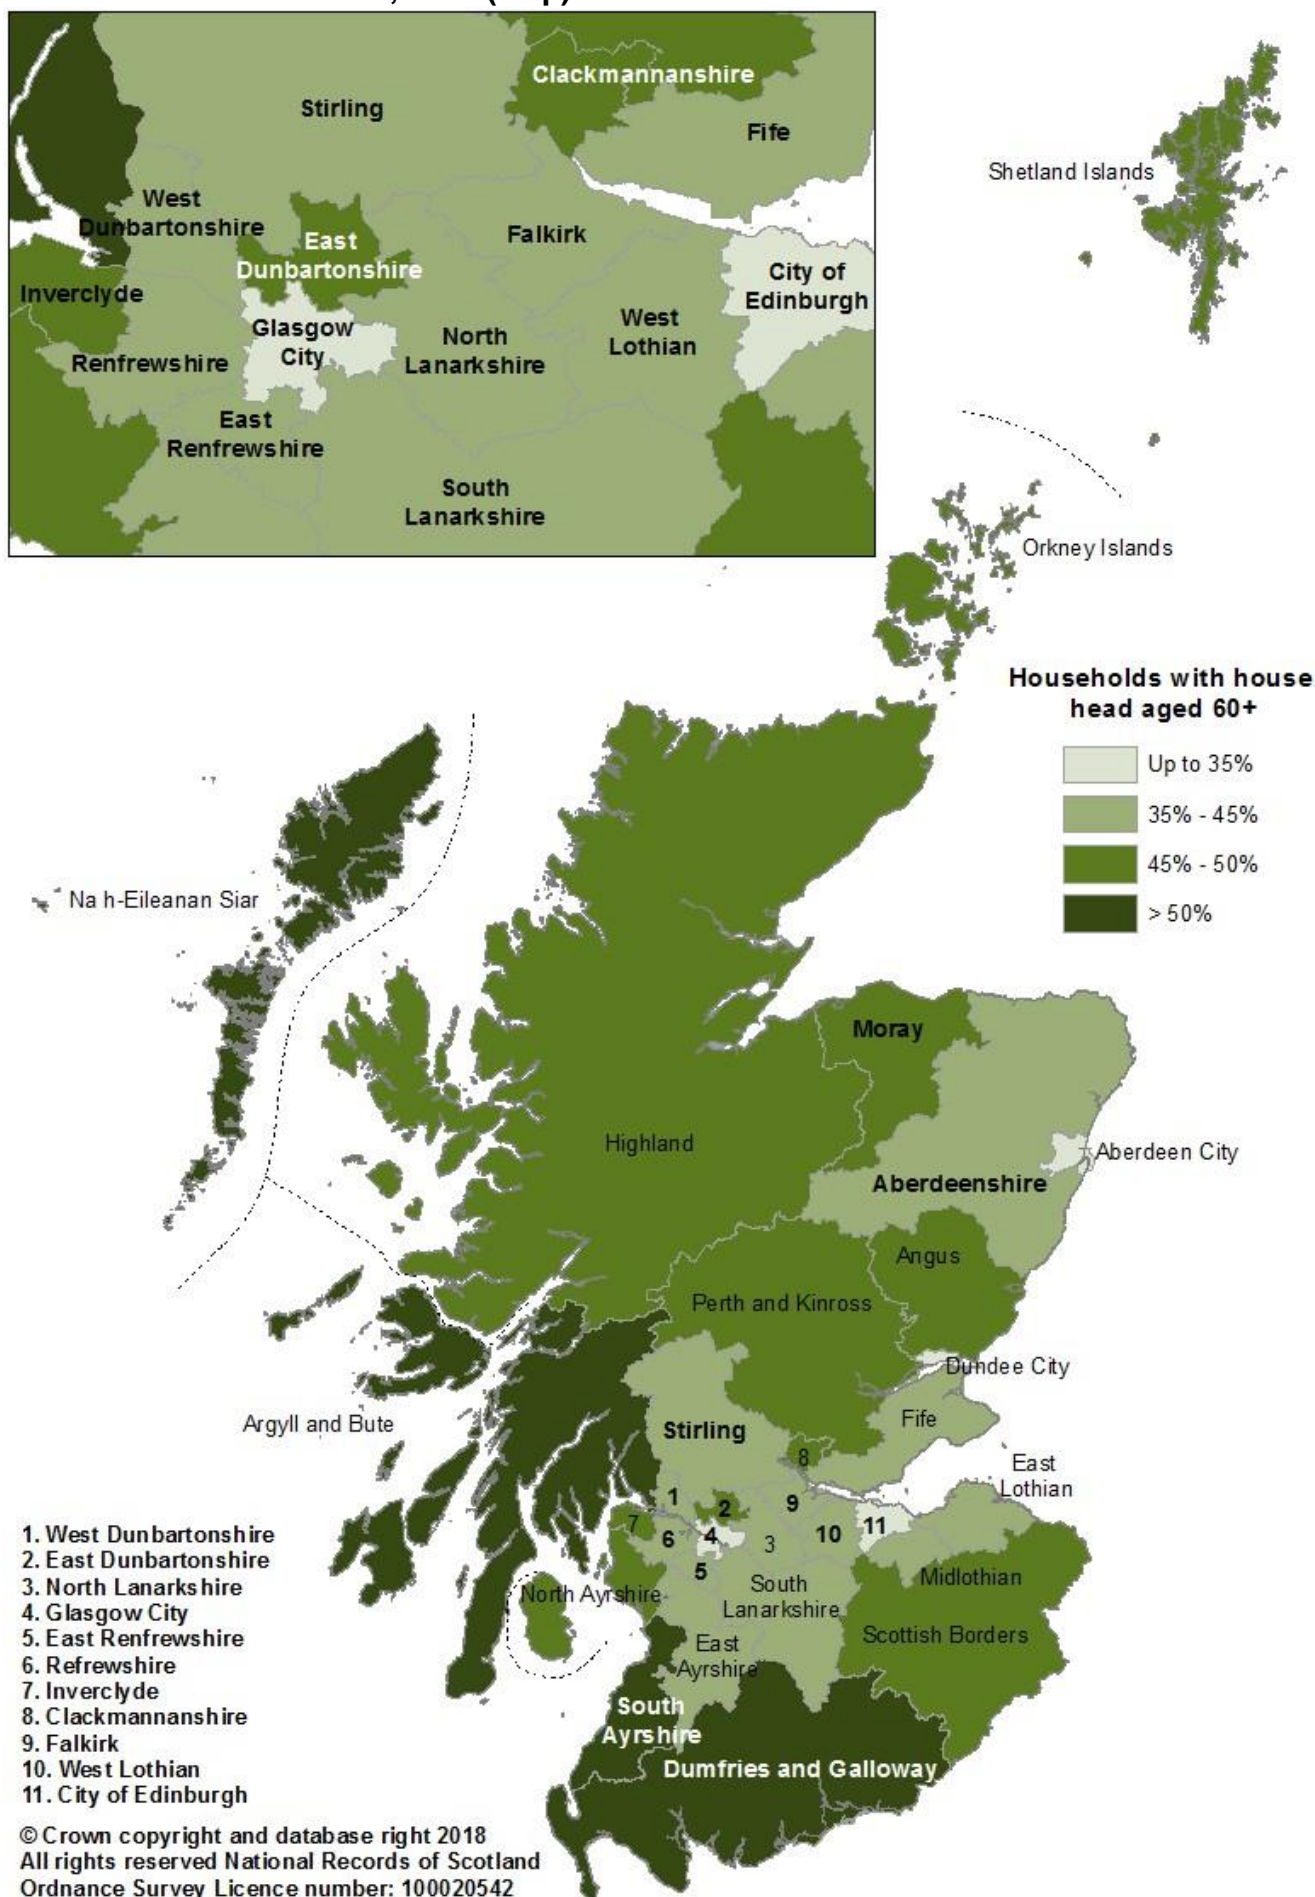 Clackmannanshire
Stirling
Fife
West
Dunbartonshire
East
Dunbartonshire
Falkirk
City of
Edinburgh
Inverclyde
Glasgow
City
North
Lanarkshire
West
Lothian
Renfrewshire
East
Renfrewshire
South
Lanarkshire
Shetland Islands
Orkney Islands
Households with house
head aged 60+
Up to 35%
35% - 45%
45% - 50%
> 50%
Na h-Eileanan Siar
Moray
Highland
Aberdeen City
Aberdeenshire
Angus
Perth and Kinross
Dundee City
Argyll and Bute
Fife
Stirling
8
East
Lothian
1
2
9
7
6
4
3
10
11
5
North Ayrshire
South
Lanarkshire
Midlothian
Scottish Borders
East
Ayrshire
South
Ayrshire
Dumfries and Galloway
1. West Dunbartonshire
2. East Dunbartonshire
3. North Lanarkshire
4. Glasgow City
5. East Renfrewshire
6. Refrewshire
7. Inverclyde
8. Clackmannanshire
9. Falkirk
10. West Lothian
11. City of Edinburgh
© Crown copyright and database right 2018
All rights reserved National Records of Scotland
Ordnance Survey Licence number: 100020542